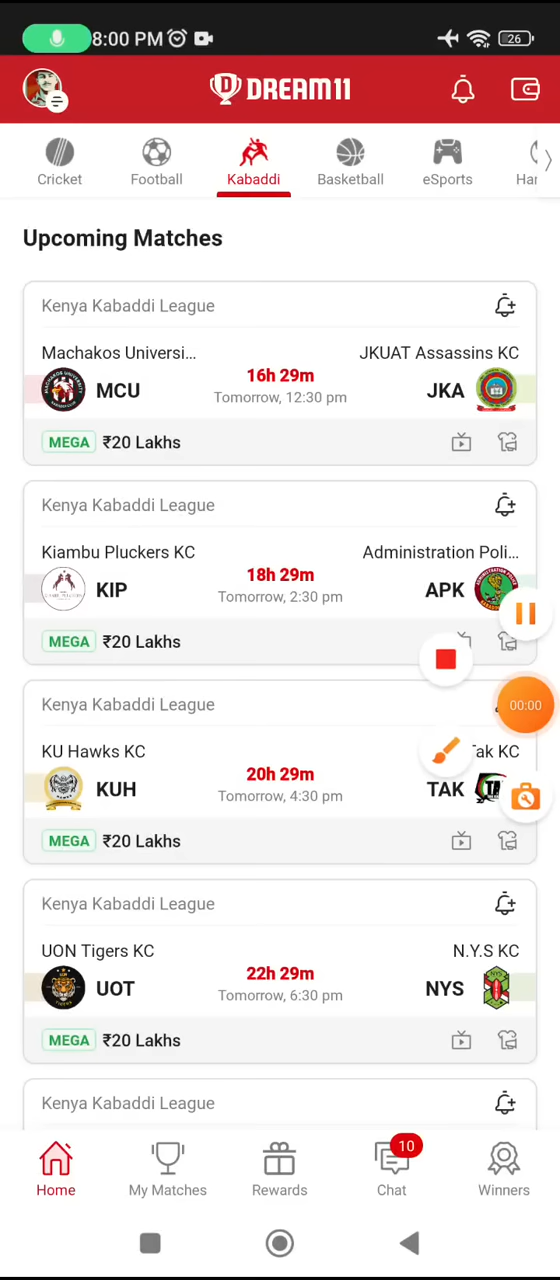 8:00 PM
26
DREAM11
Cricket
Football
Kabaddi
Basketball
eSports
Har
Upcoming Matches
Kenya Kabaddi League
Machakos Universi...
JKUAT Assassins KC
MCU
16h 29m
Tomorrow, 12:30 pm
JKA
MEGA ₹20 Lakhs
Kenya Kabaddi League
Kiambu Pluckers KC
Administration Poli...
KIP
18h 29m
Tomorrow, 2:30 pm
APK
MEGA ₹20 Lakhs
Kenya Kabaddi League
00:00
KU Hawks KC
Tak KC
KUH
20h 29m
Tomorrow, 4:30 pm
TAK
MEGA ₹20 Lakhs
Kenya Kabaddi League
UON Tigers KC
N.Y.S KC
UOT
22h 29m
Tomorrow, 6:30 pm
NYS
MEGA ₹20 Lakhs
Kenya Kabaddi League
10
Home
My Matches
Rewards
Chat
Winners